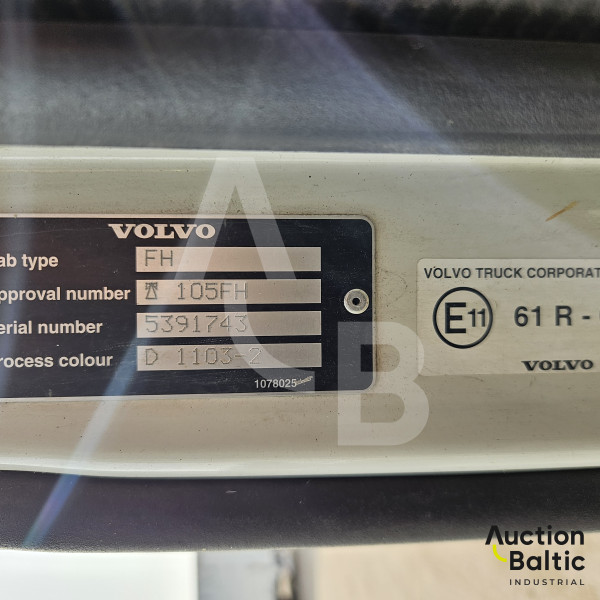 VOLVO
ab type FH
pproval number 105FH
erial number 5391743
rocess colour D 1103-2
1078025
VOLVO TRUCK CORPORAT
E11 61 R -
VOLVO
AB
Auction
Baltic
INDUSTRIAL